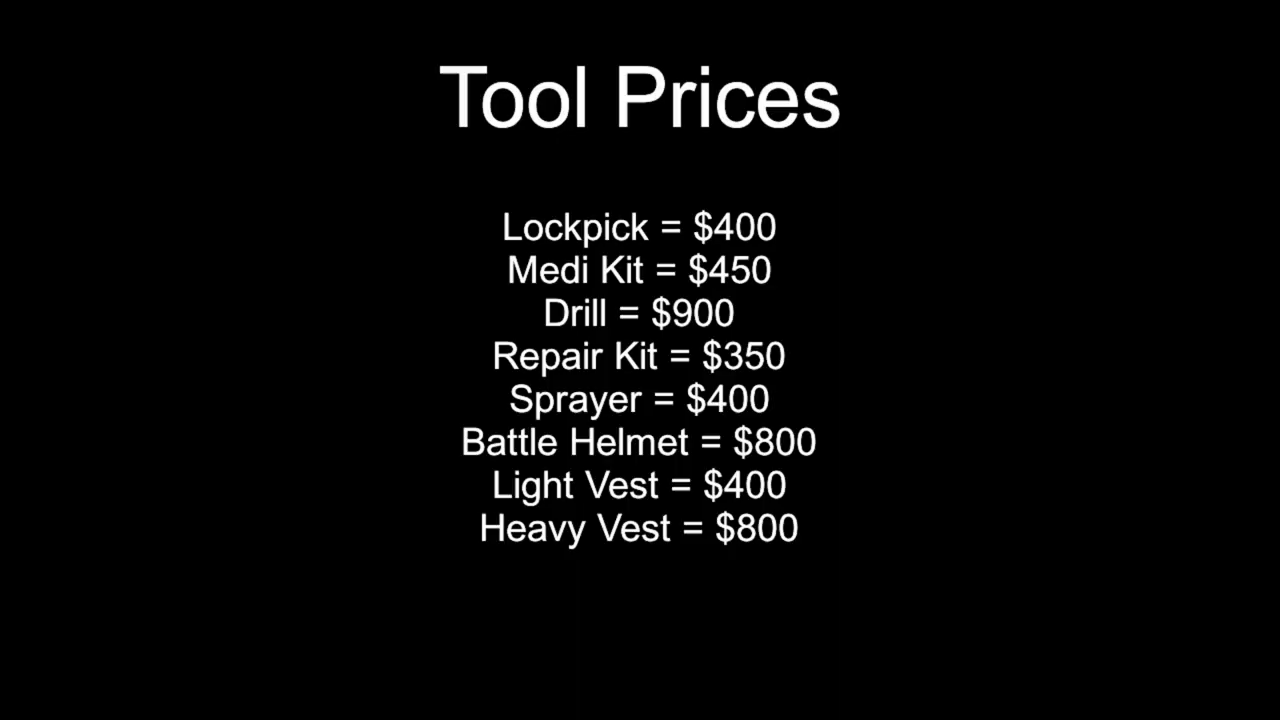 Tool Prices
Lockpick = $400
Medi Kit = $450
Drill = $900
Repair Kit = $350
Sprayer = $400
Battle Helmet = $800
Light Vest = $400
Heavy Vest = $800